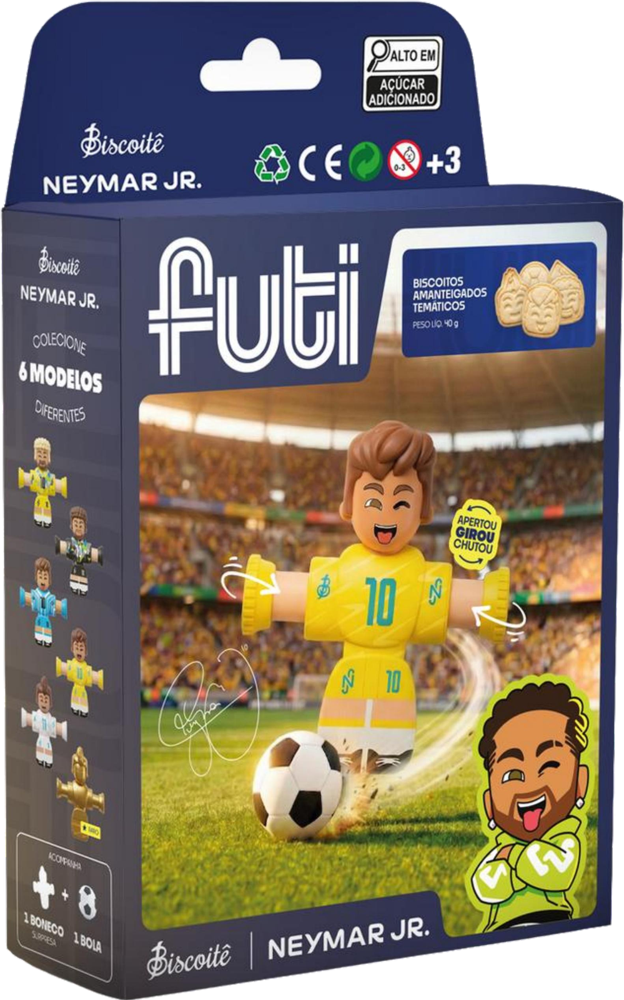 ALTO EM
AÇÚCAR
ADICIONADO
Biscoitê
NEYMAR JR.
CE
0-3
+3
Biscoitê
NEYMAR JR.
COLECIONE
6 MODELOS
DIFERENTES
RARO
ACOMPANHA
+
1 BONECO
SURPRESA
1 BOLA
futi
BISCOITOS
AMANTEIGADOS
TEMÁTICOS
PESO LÍQ. 40 g
APERTOU
GIROU
CHUTOU
10
10
10
Biscoitê
NEYMAR JR.